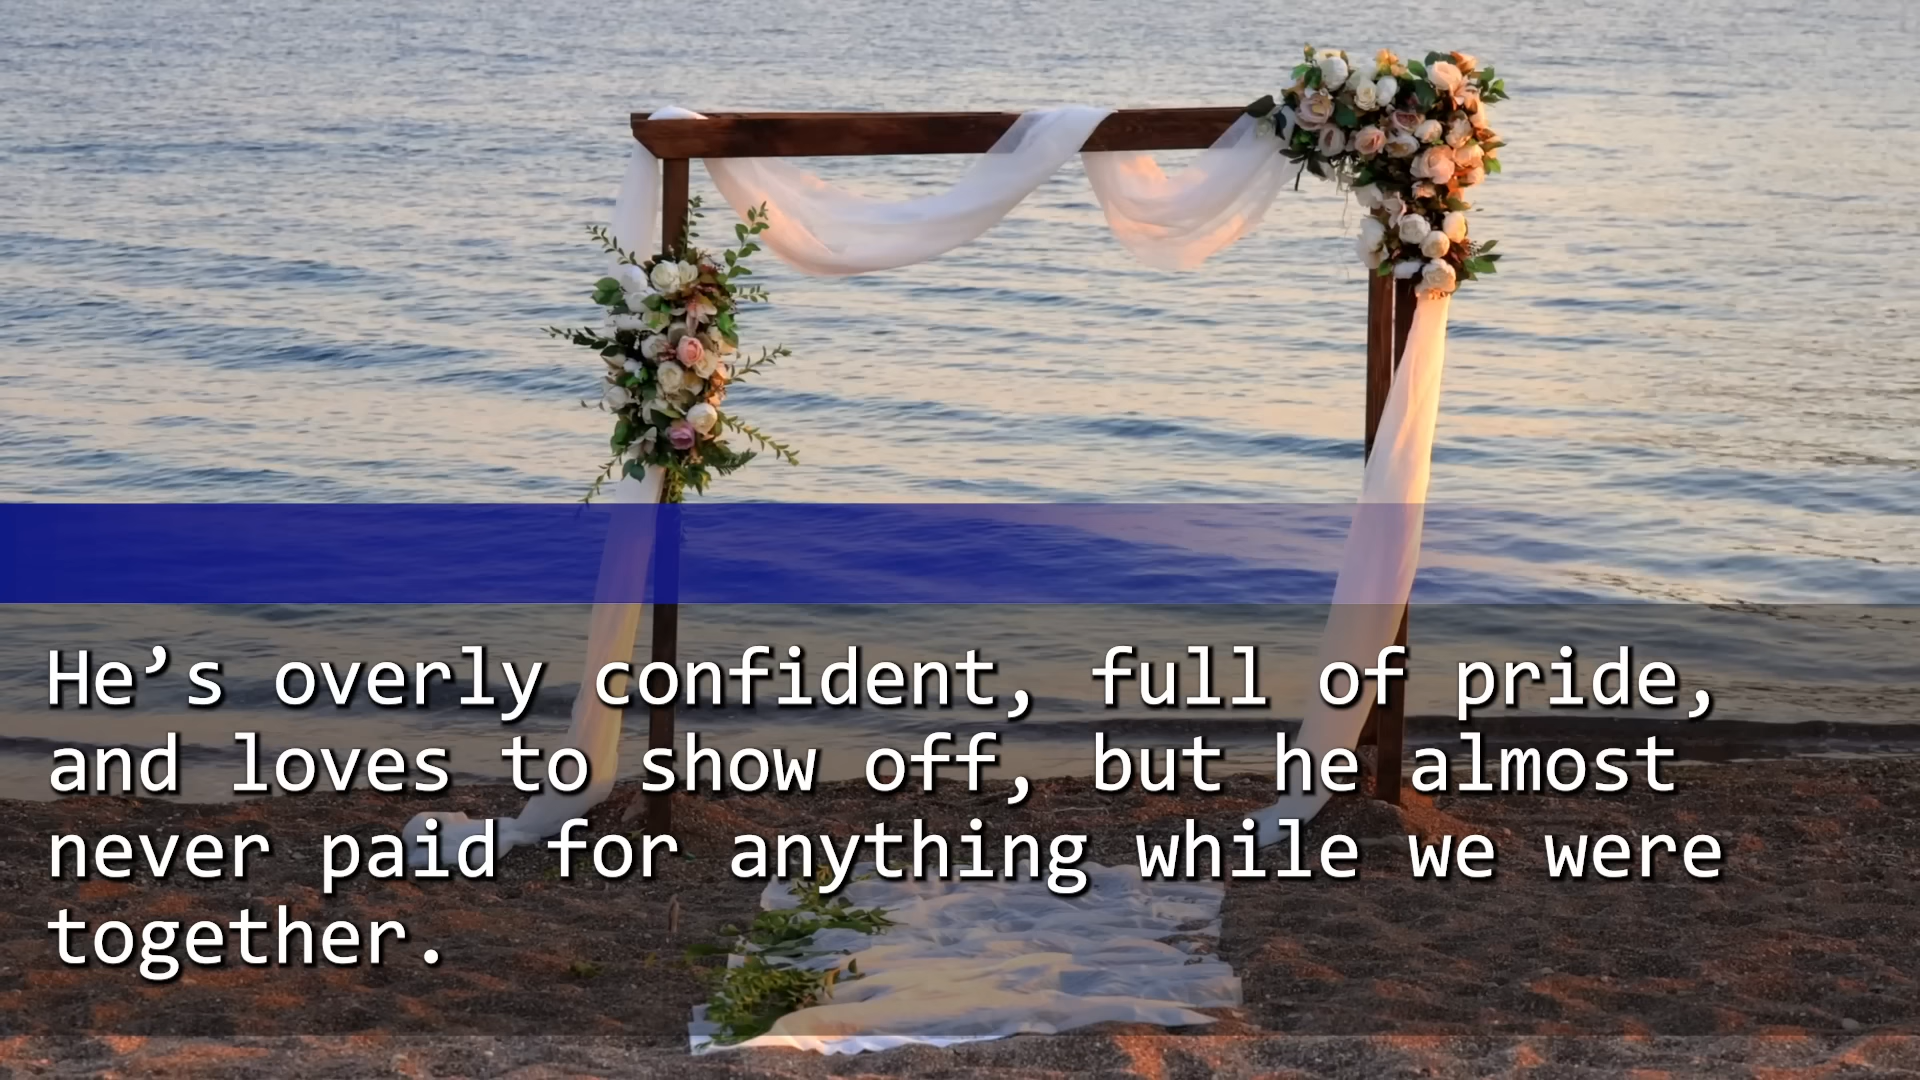 He’s overly confident, full of pride,
and loves to show off, but he almost
never paid for anything while we were
together.